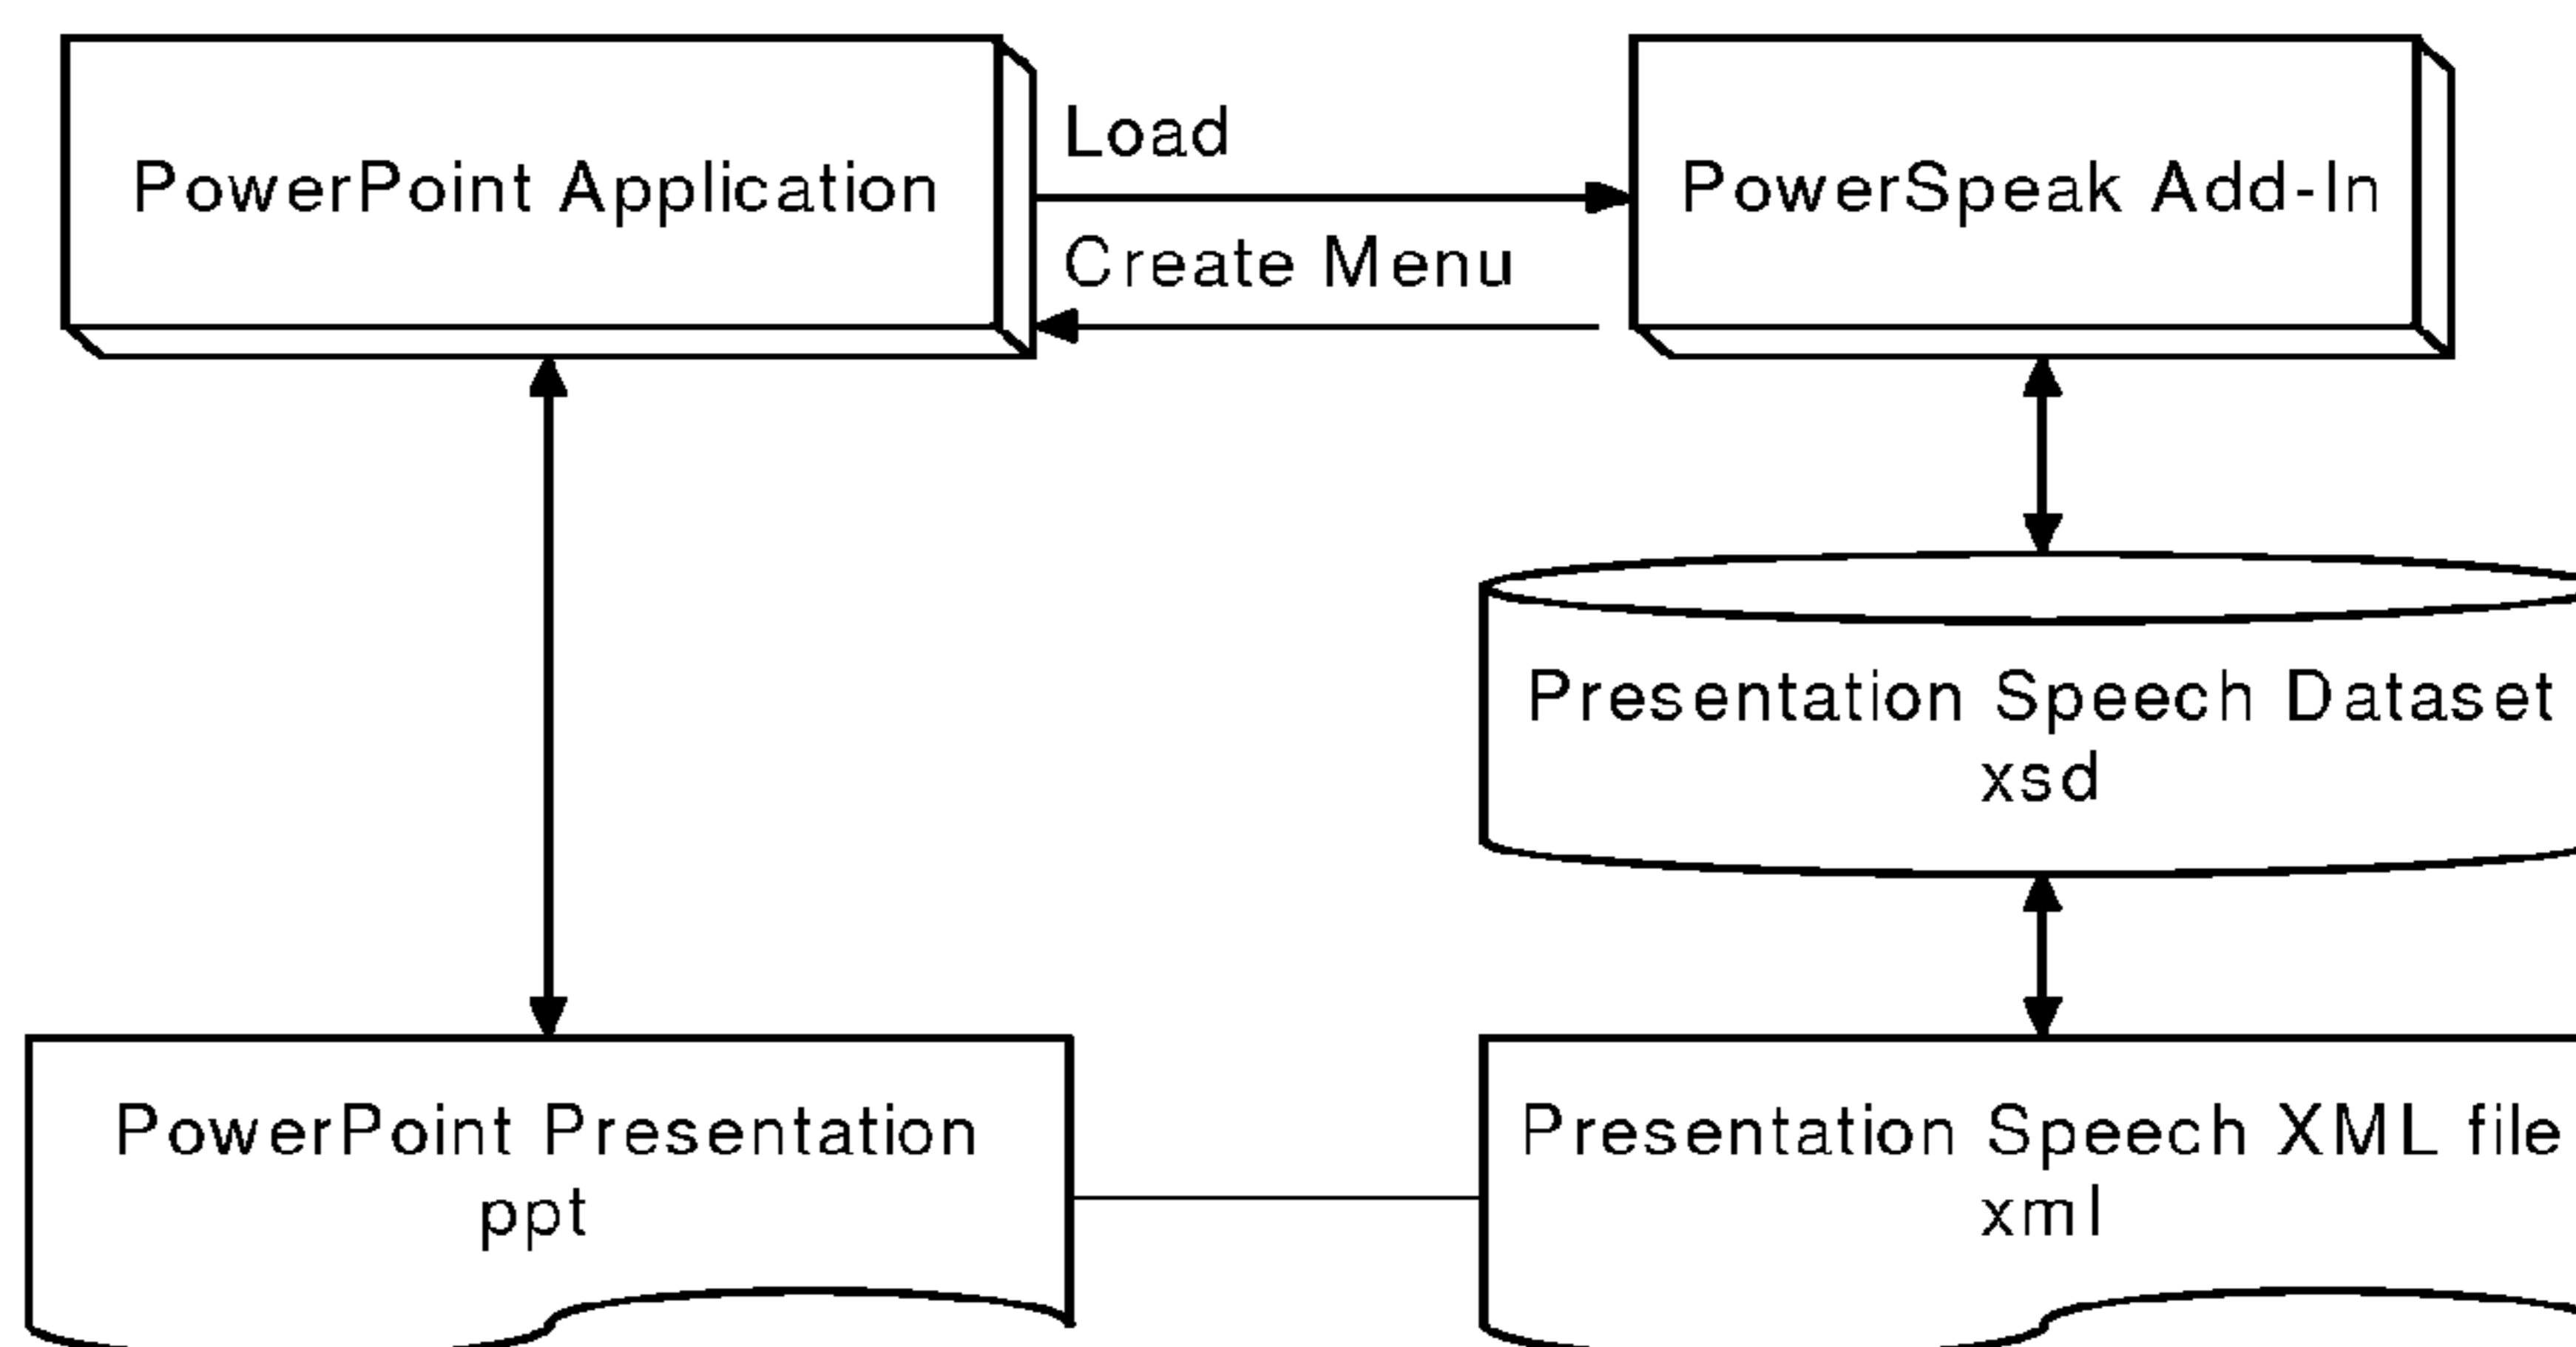 PowerPoint Application
Load
Create Menu
PowerSpeak Add-In
Presentation Speech Dataset
xsd
PowerPoint Presentation
ppt
Presentation Speech XML file
xml